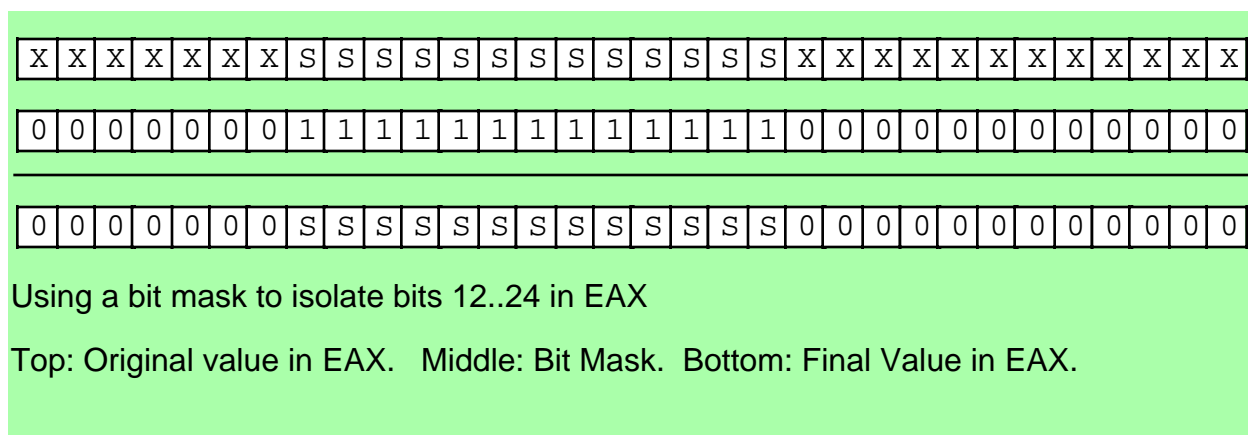 X X X X X X X S S S S S S S S S S S S S X X X X X X X X X X X X
0 0 0 0 0 0 0 1 1 1 1 1 1 1 1 1 1 1 1 1 0 0 0 0 0 0 0 0 0 0 0 0
0 0 0 0 0 0 0 S S S S S S S S S S S S S 0 0 0 0 0 0 0 0 0 0 0 0
Using a bit mask to isolate bits 12..24 in EAX
Top: Original value in EAX. Middle: Bit Mask. Bottom: Final Value in EAX.